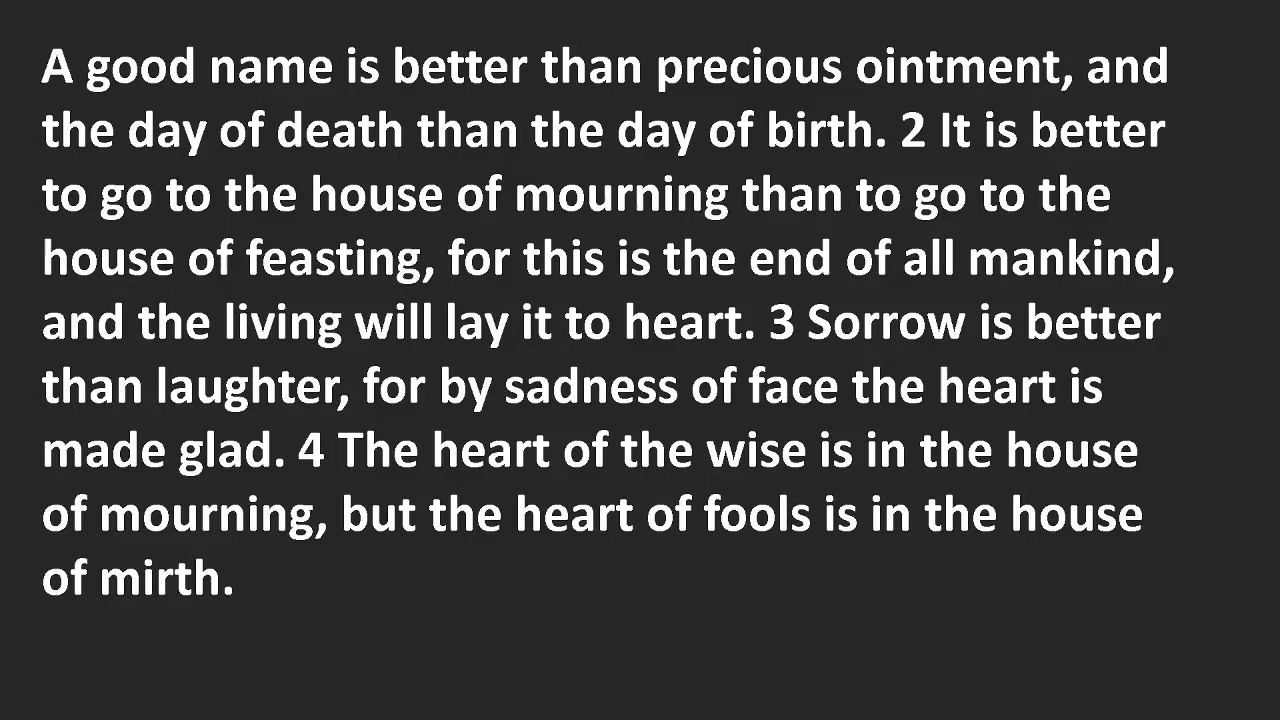 A good name is better than precious ointment, and
the day of death than the day of birth. 2 It is better
to go to the house of mourning than to go to the
house of feasting, for this is the end of all mankind,
and the living will lay it to heart. 3 Sorrow is better
than laughter, for by sadness of face the heart is
made glad. 4 The heart of the wise is in the house
of mourning, but the heart of fools is in the house
of mirth.